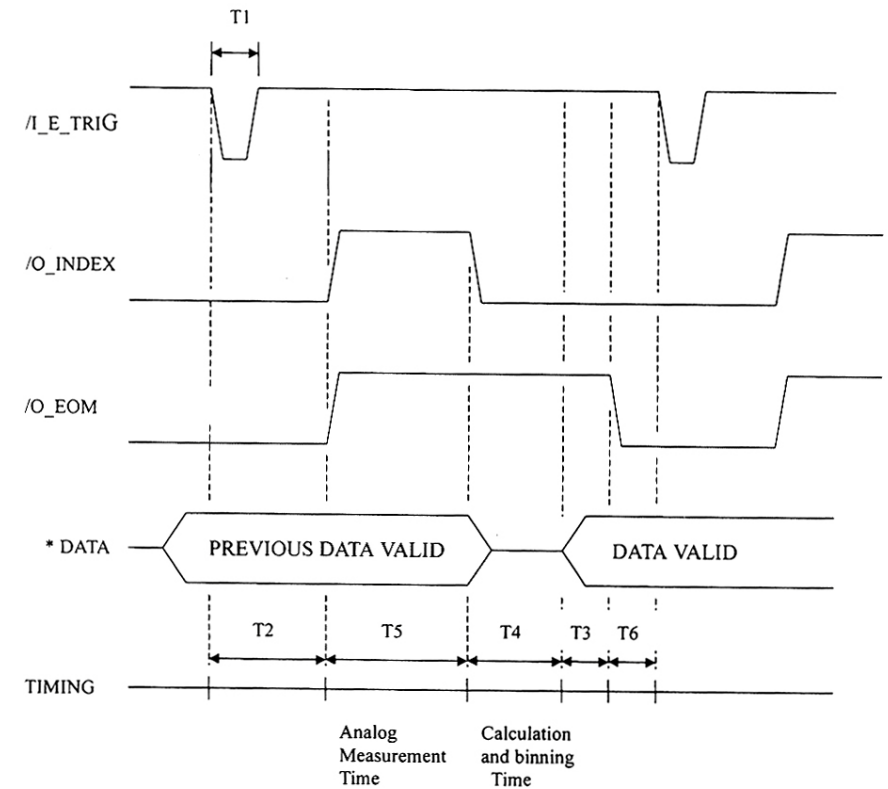 T1
/I_E_TRIG
/O_INDEX
/O_EOM
* DATA
PREVIOUS DATA VALID
DATA VALID
T2
T5
T4
T3
T6
TIMING
Analog
Measurement
Time
Calculation
and binning
Time